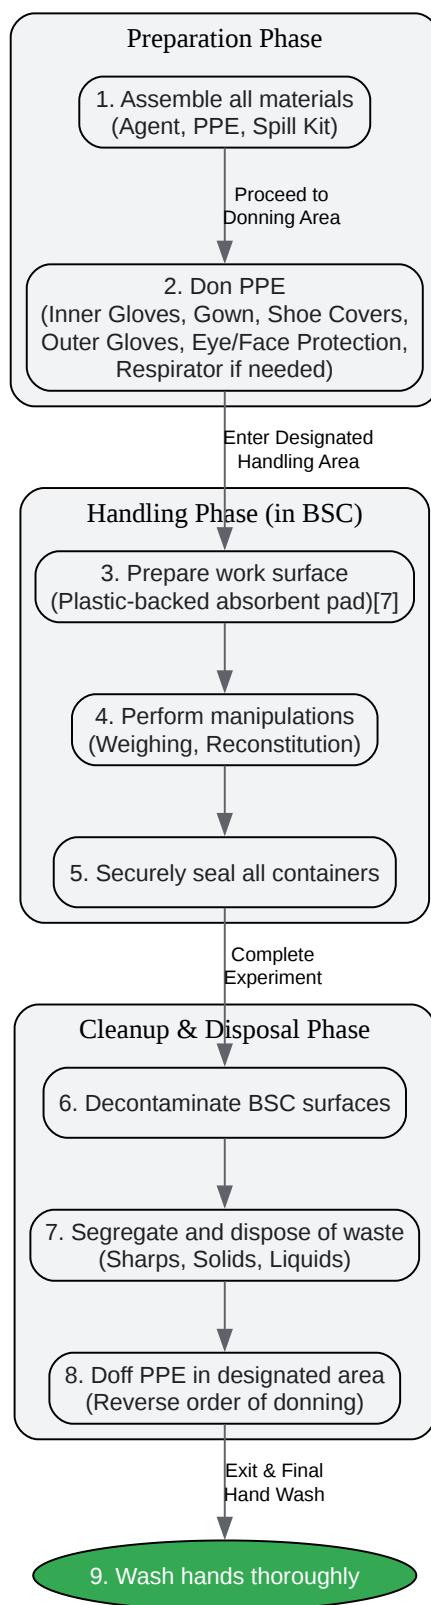 Preparation Phase
1. Assemble all materials
(Agent, PPE, Spill Kit)
Proceed to
Donning Area
2. Don PPE
(Inner Gloves, Gown, Shoe Covers,
Outer Gloves, Eye/Face Protection,
Respirator if needed)
Enter Designated
Handling Area
Handling Phase (in BSC)
3. Prepare work surface
(Plastic-backed absorbent pad)[7]
4. Perform manipulations
(Weighing, Reconstitution)
5. Securely seal all containers
Complete
Experiment
Cleanup & Disposal Phase
6. Decontaminate BSC surfaces
7. Segregate and dispose of waste
(Sharps, Solids, Liquids)
8. Doff PPE in designated area
(Reverse order of donning)
Exit & Final
Hand Wash
9. Wash hands thoroughly